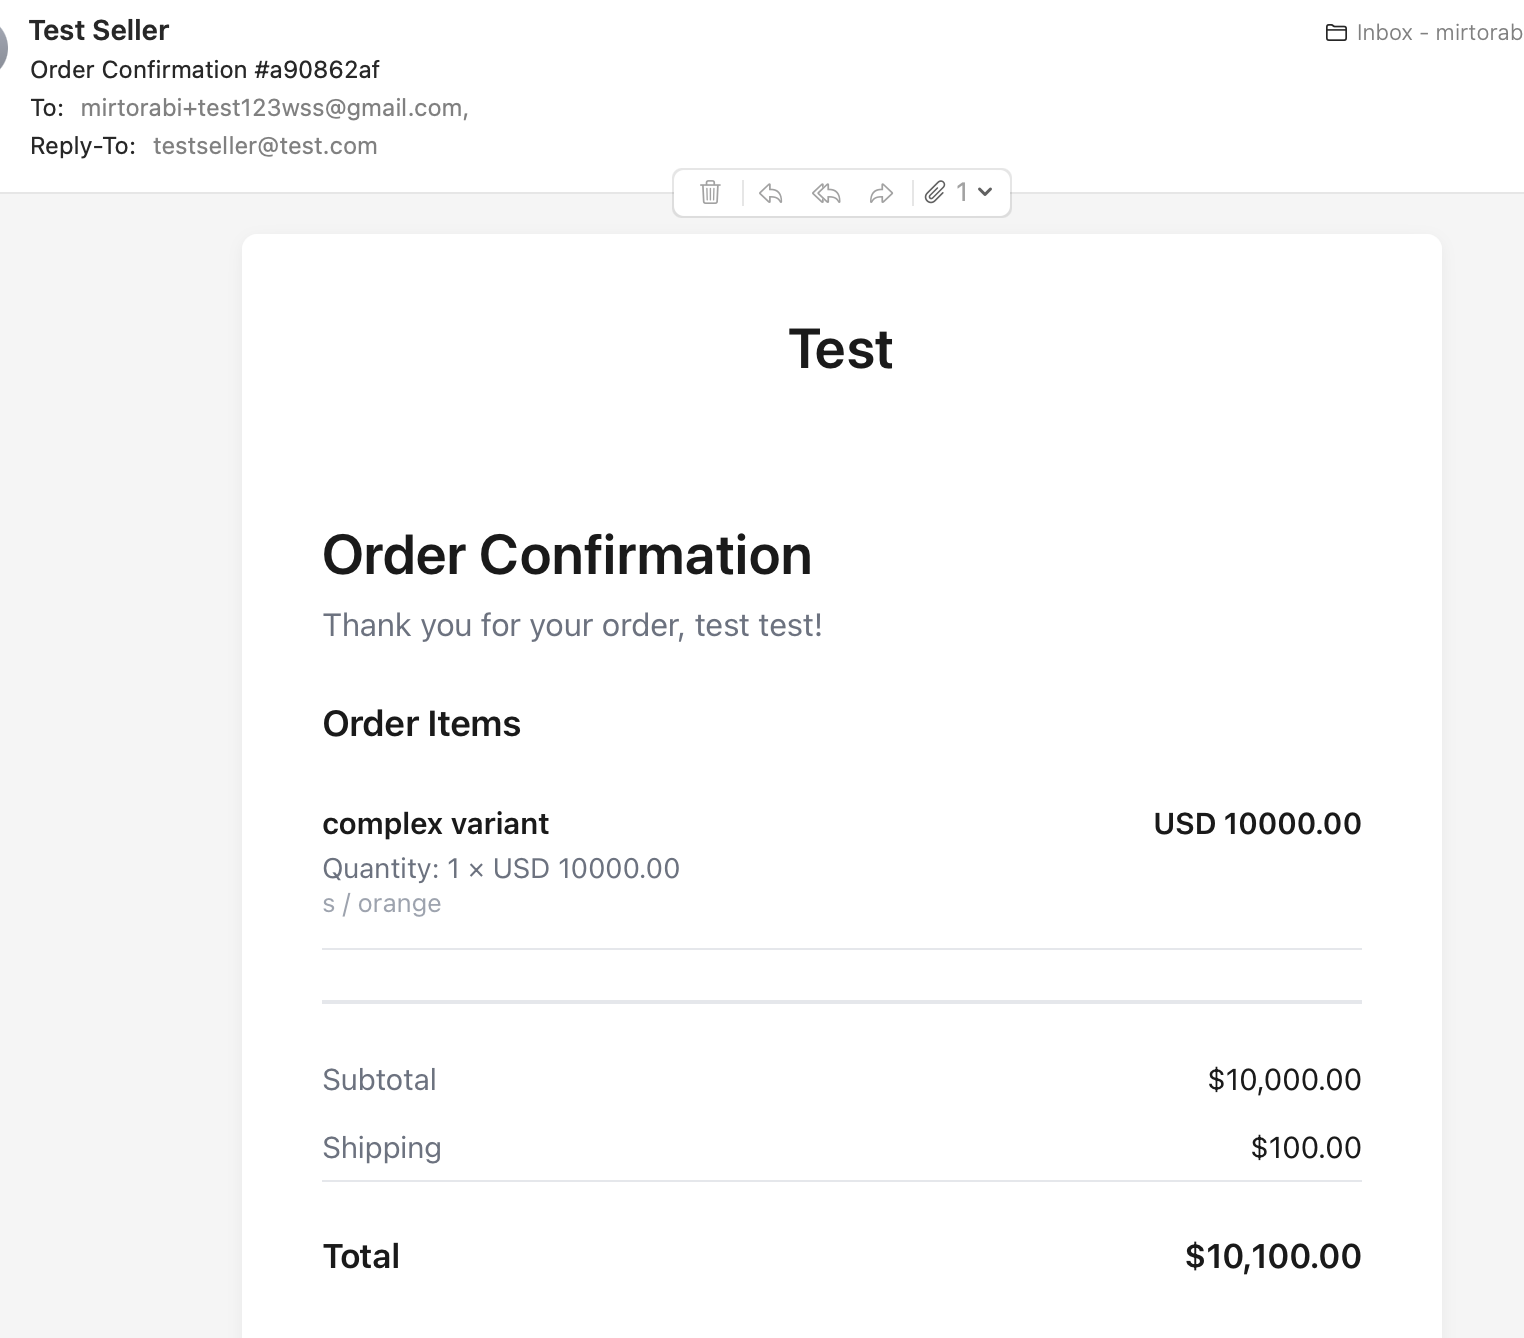 Test Seller
Inbox - mirtorab
Order Confirmation #a90862af
To: mirtorabi+test123wss@gmail.com,
Reply-To: testseller@test.com
1
Test
Order Confirmation
Thank you for your order, test test!
Order Items
complex variant USD 10000.00
Quantity: 1 × USD 10000.00
s / orange
Subtotal $10,000.00
Shipping $100.00
Total $10,100.00